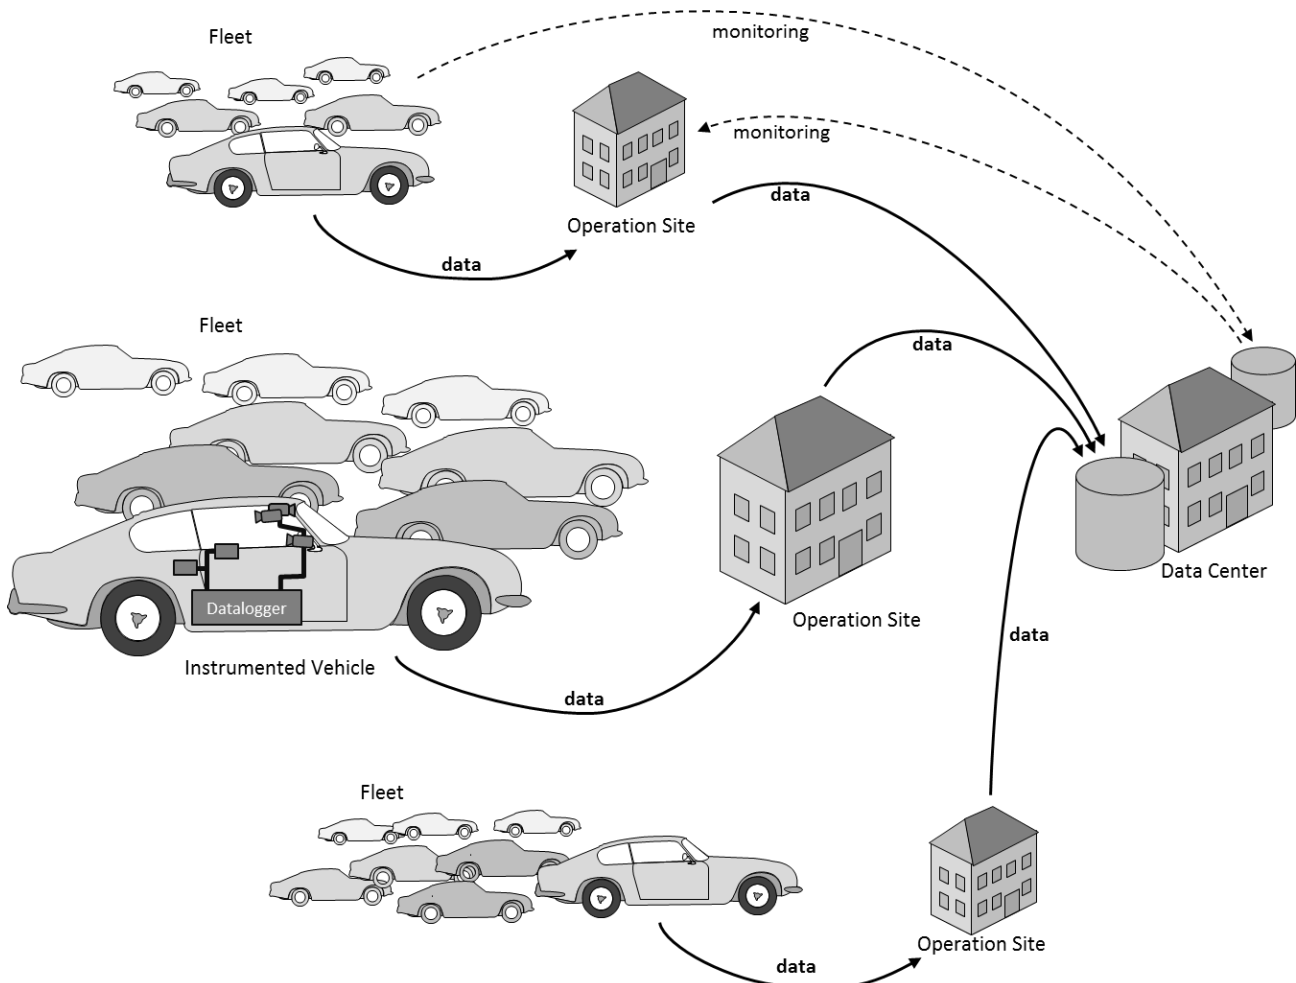 Fleet
monitoring
monitoring
data
Operation Site
data
Fleet
data
Data Center
Datalogger
Operation Site
data
Instrumented Vehicle
data
Fleet
Operation Site
data